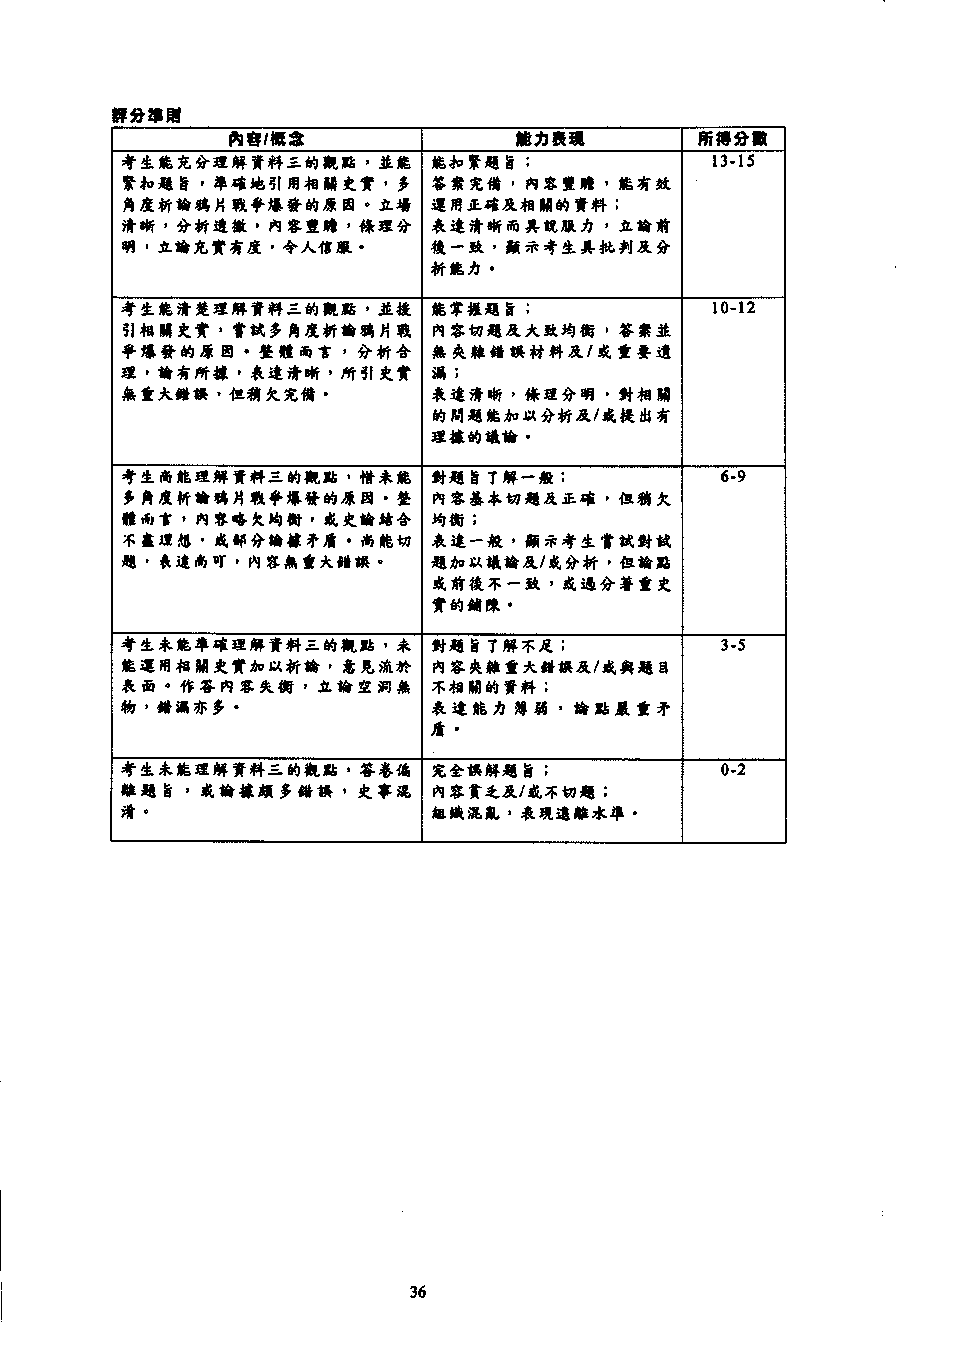 評分準則
內容/概念
能力表現
所得分數
考生能充分理解資料三的觀點，並能
緊扣題旨，準確地引用相關史實，多
角度析論鴉片戰爭爆發的原因。立場
清晰，分析透徹，內容豐贍，條理分
明，立論充實有度，令人信服。
能扣緊題旨；
答案完備，內容豐贍，能有效
運用正確及相關的資料；
表達清晰而具說服力，立論前
後一致，顯示考生具批判及分
析能力。
13-15
考生能清楚理解資料三的觀點，並援
引相關史實，嘗試多角度析論鴉片戰
爭爆發的原因。整體而言，分析合
理，論有所據，表達清晰，所引史實
無重大錯誤，但稍欠完備。
能掌握題旨；
內容切題及大致均衡，答案並
無夾雜錯誤材料及/或重要遺
漏；
表達清晰，條理分明，對相關
的問題能加以分析及/或提出有
理據的議論。
10-12
考生尚能理解資料三的觀點，惜未能
多角度析論鴉片戰爭爆發的原因。整
體而言，內容略欠均衡，或史論結合
不盡理想，或部分論據矛盾。尚能切
題，表達尚可，內容無重大錯誤。
對題旨了解一般；
內容基本切題及正確，但稍欠
均衡；
表達一般，顯示考生嘗試對試
題加以議論及/或分析，但論點
或前後不一致，或過分著重史
實的鋪陳。
6-9
考生未能準確理解資料三的觀點，未
能運用相關史實加以析論，意見流於
表面。作答內容失衡，立論空洞無
物，錯漏亦多。
對題旨了解不足；
內容夾雜重大錯誤及/或與題目
不相關的資料；
表達能力薄弱，論點嚴重矛
盾。
3-5
考生未能理解資料三的觀點，答卷偏
離題旨，或論據頗多錯誤，史事混
淆。
完全誤解題旨；
內容貧乏及/或不切題；
組織混亂，表現遠離水準。
0-2
36